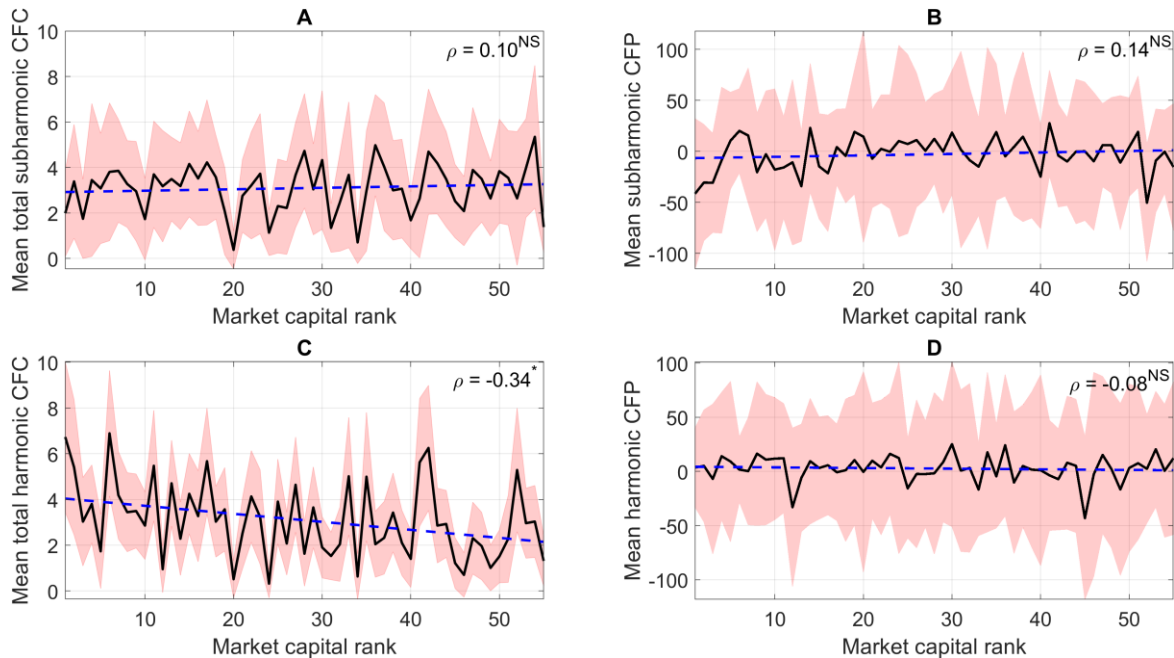 A
ρ = 0.10^NS
Mean total subharmonic CFC
10
8
6
4
2
0
10 20 30 40 50
Market capital rank
B
ρ = 0.14^NS
Mean subharmonic CFP
100
50
0
-50
-100
10 20 30 40 50
Market capital rank
C
ρ = -0.34^*
Mean total harmonic CFC
10
8
6
4
2
0
10 20 30 40 50
Market capital rank
D
ρ = -0.08^NS
Mean harmonic CFP
100
50
0
-50
-100
10 20 30 40 50
Market capital rank